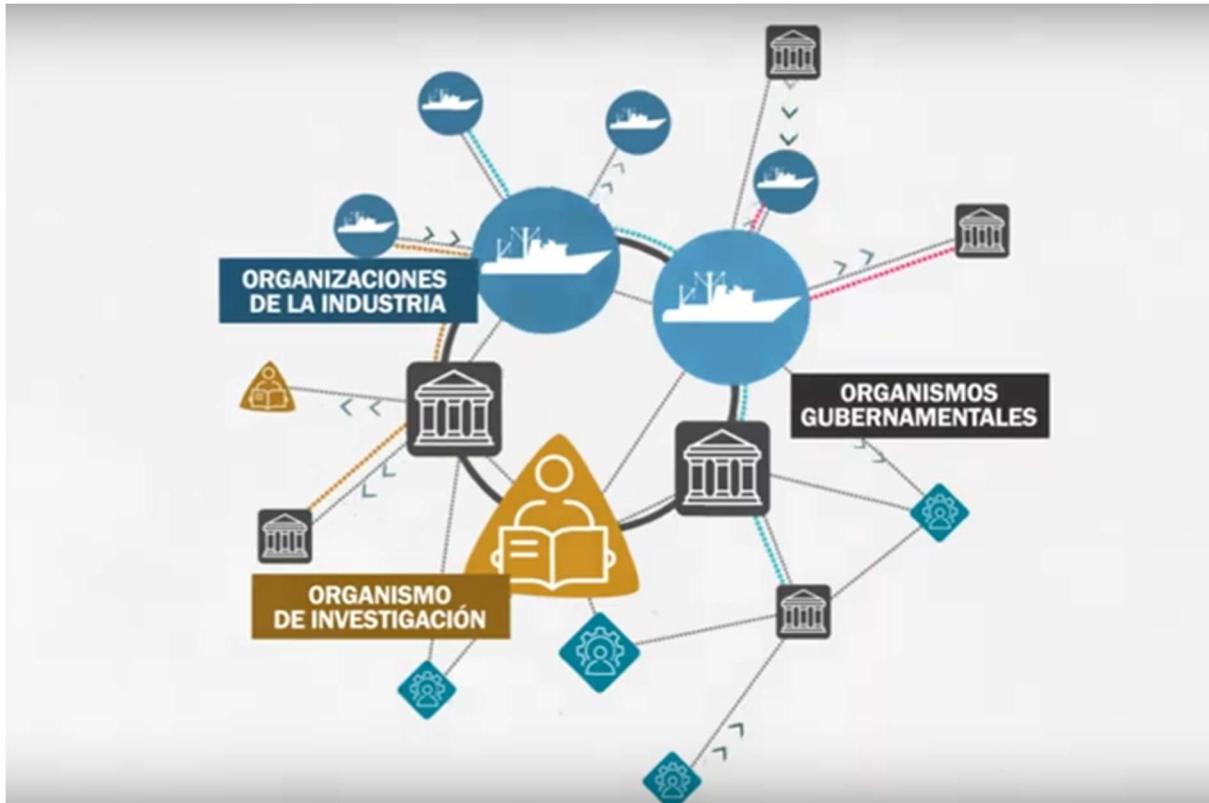 ORGANIZACIONES
DE LA INDUSTRIA
ORGANISMOS
GUBERNAMENTALES
ORGANISMO
DE INVESTIGACIÓN